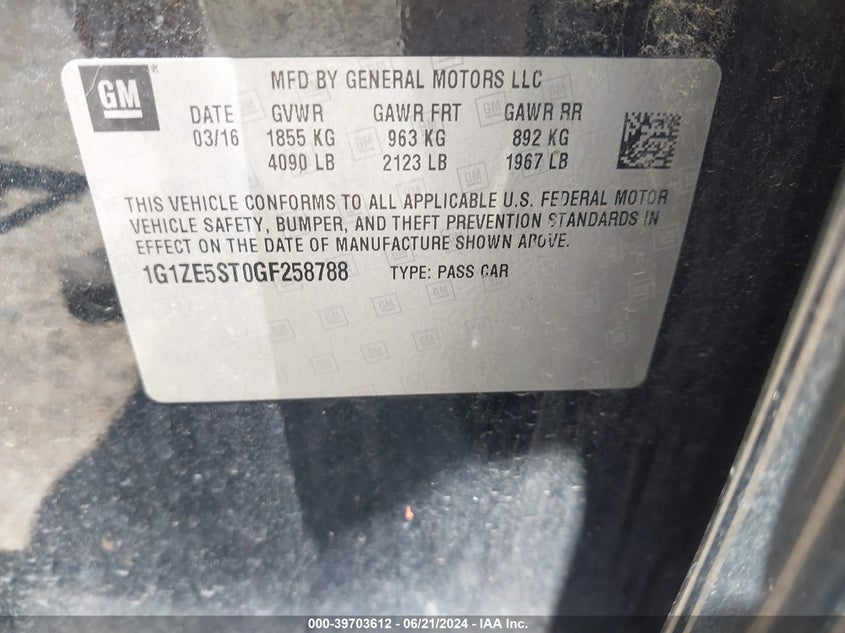 GM
MFD BY GENERAL MOTORS LLC
DATE GVWR GAWR FRT GAWR RR
03/16 1855 KG 963 KG 892 KG
4090 LB 2123 LB 1967 LB
THIS VEHICLE CONFORMS TO ALL APPLICABLE U.S. FEDERAL MOTOR
VEHICLE SAFETY, BUMPER, AND THEFT PREVENTION STANDARDS IN
EFFECT ON THE DATE OF MANUFACTURE SHOWN ABOVE.
1G1ZE5ST0GF258788 TYPE: PASS CAR
000-39703612 - 06/21/2024 - IAA Inc.